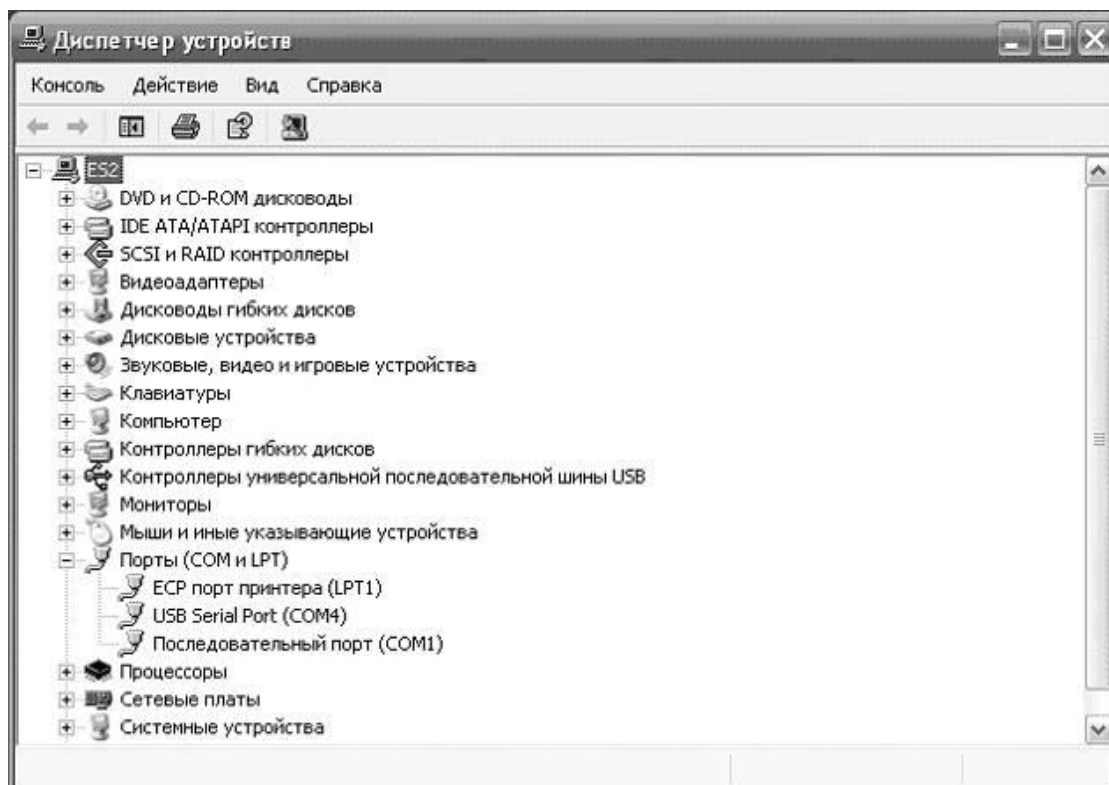 Диспетчер устройств
Консоль Действие Вид Справка
ES2
DVD и CD-ROM дисководы
IDE ATA/ATAPI контроллеры
SCSI и RAID контроллеры
Видеоадаптеры
Дисководы гибких дисков
Дисковые устройства
Звуковые, видео и игровые устройства
Клавиатуры
Компьютер
Контроллеры гибких дисков
Контроллеры универсальной последовательной шины USB
Мониторы
Мыши и иные указывающие устройства
Порты (COM и LPT)
ECP порт принтера (LPT1)
USB Serial Port (COM4)
Последовательный порт (COM1)
Процессоры
Сетевые платы
Системные устройства